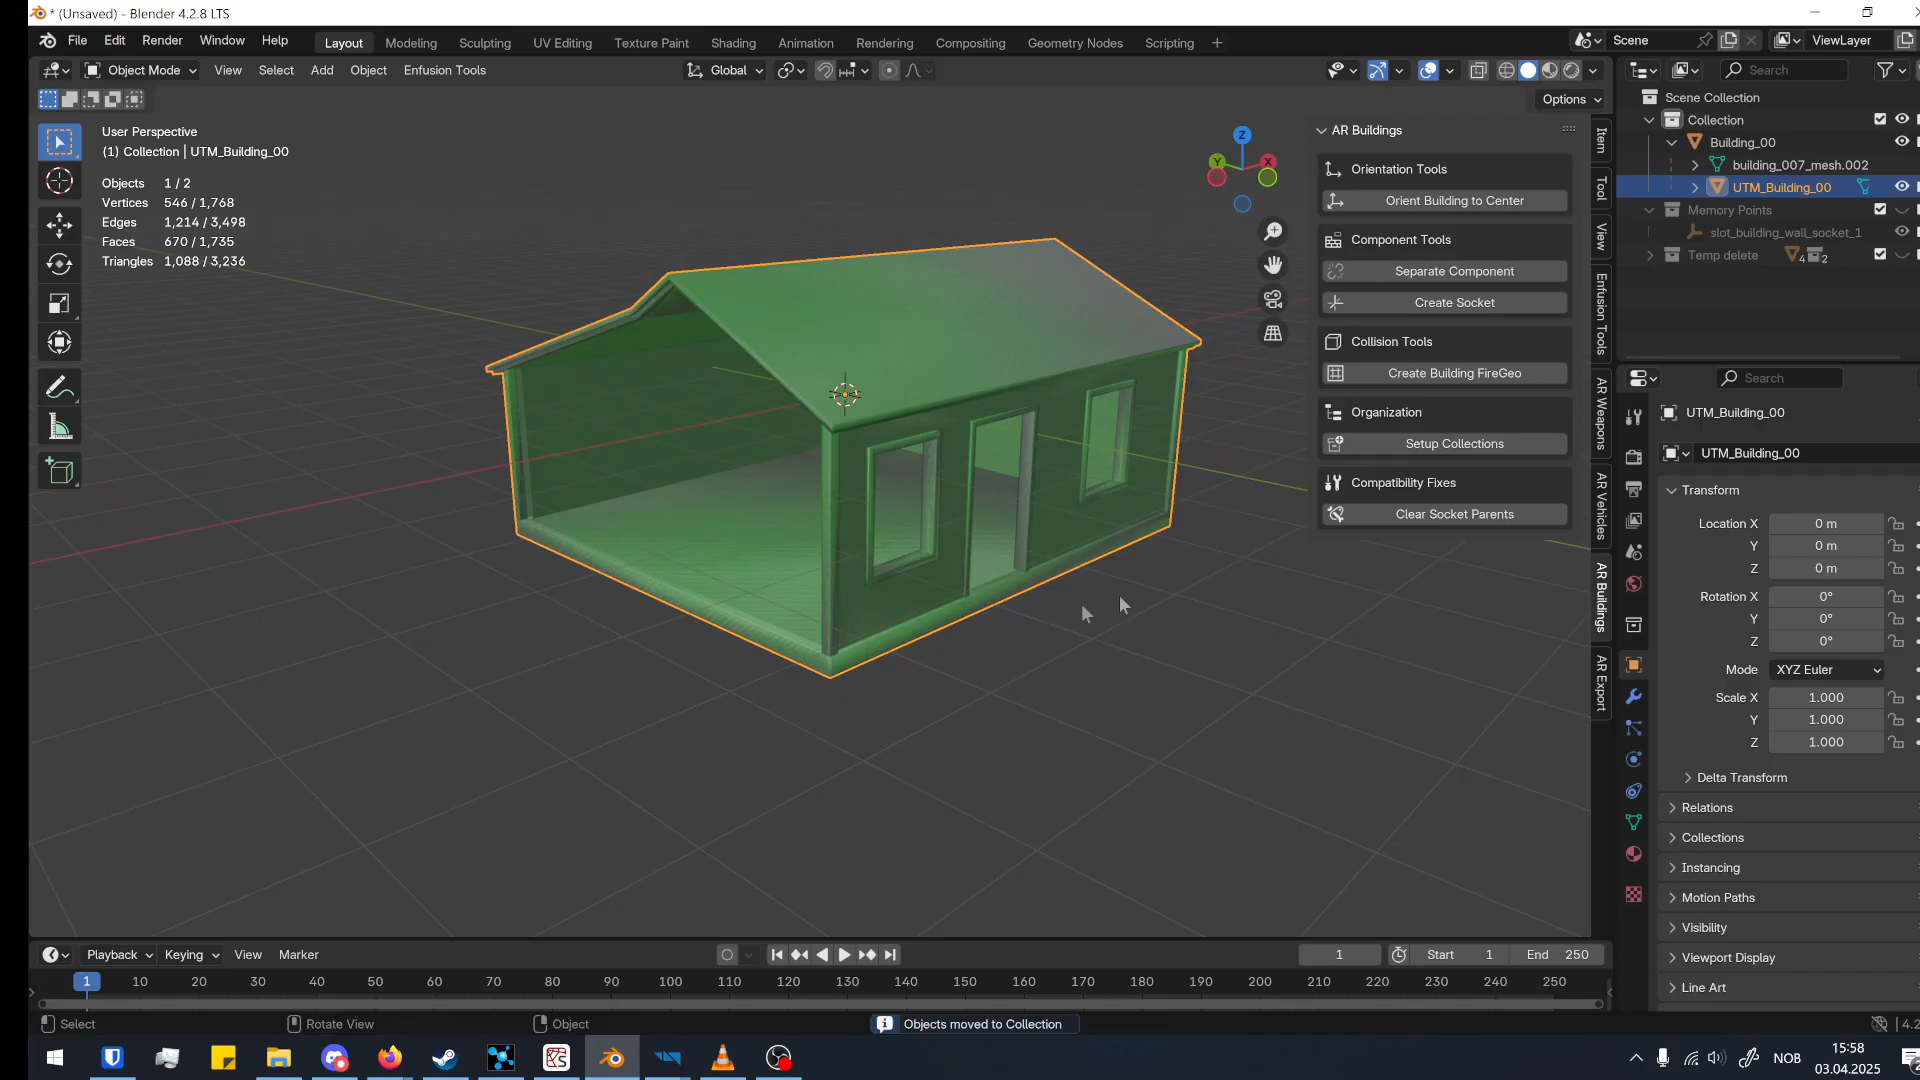 * (Unsaved) - Blender 4.2.8 LTS
File Edit Render Window Help
Layout Modeling Sculpting UV Editing Texture Paint Shading Animation Rendering Compositing Geometry Nodes Scripting +
Scene
ViewLayer
Object Mode View Select Add Object Enfusion Tools
Global
Search
Options
User Perspective
(1) Collection | UTM_Building_00
Objects 1 / 2
Vertices 546 / 1,768
Edges 1,214 / 3,498
Faces 670 / 1,735
Triangles 1,088 / 3,236
Z
Y
X
AR Buildings
Orientation Tools
Orient Building to Center
Component Tools
Separate Component
Create Socket
Collision Tools
Create Building FireGeo
Organization
Setup Collections
Compatibility Fixes
Clear Socket Parents
Item
Tool
View
Enfusion Tools
AR Weapons
AR Vehicles
AR Buildings
AR Export
Scene Collection
Collection
Building_00
building_007_mesh.002
UTM_Building_00
Memory Points
slot_building_wall_socket_1
Temp delete 4 2
Search
UTM_Building_00
UTM_Building_00
Transform
Location X 0 m
Y 0 m
Z 0 m
Rotation X 0°
Y 0°
Z 0°
Mode XYZ Euler
Scale X 1.000
Y 1.000
Z 1.000
Delta Transform
Relations
Collections
Instancing
Motion Paths
Visibility
Viewport Display
Line Art
Playback Keying View Marker
1
Start 1
End 250
1 10 20 30 40 50 60 70 80 90 100 110 120 130 140 150 160 170 180 190 200 210 220 230 240 250
Select Rotate View Object
Objects moved to Collection
4.2
NOB
15:58
03.04.2025